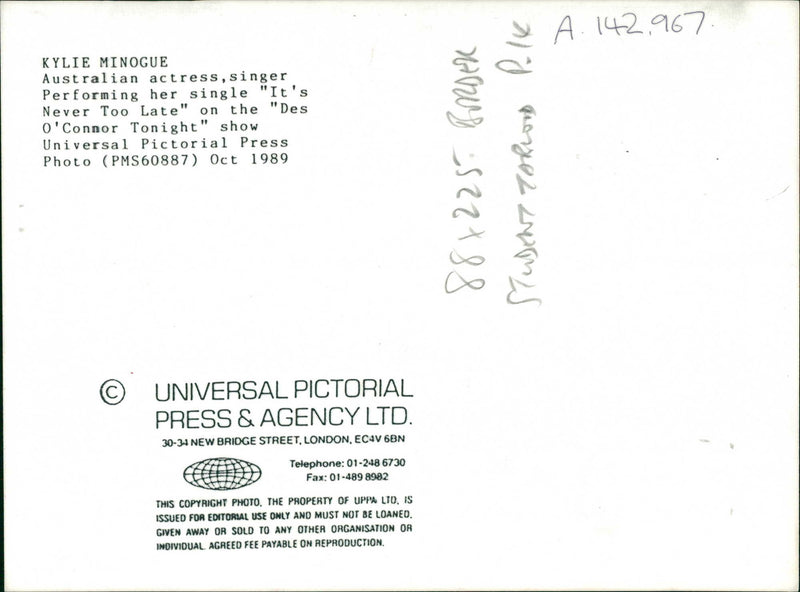 KYLIE MINOGUE
Australian actress,singer
Performing her single "It's
Never Too Late" on the "Des
O'Connor Tonight" show
Universal Pictorial Press
Photo (PMS60887) Oct 1989
A. 142.967.
88 x 225. BORDER
STUDENT P.14
© UNIVERSAL PICTORIAL
PRESS & AGENCY LTD.
30-34 NEW BRIDGE STREET, LONDON, EC4V 6BN
Telephone: 01-248 6730
Fax: 01-489 8982
THIS COPYRIGHT PHOTO, THE PROPERTY OF UPPA LTD, IS
ISSUED FOR EDITORIAL USE ONLY AND MUST NOT BE LOANED,
GIVEN AWAY OR SOLD TO ANY OTHER ORGANISATION OR
INDIVIDUAL. AGREED FEE PAYABLE ON REPRODUCTION.